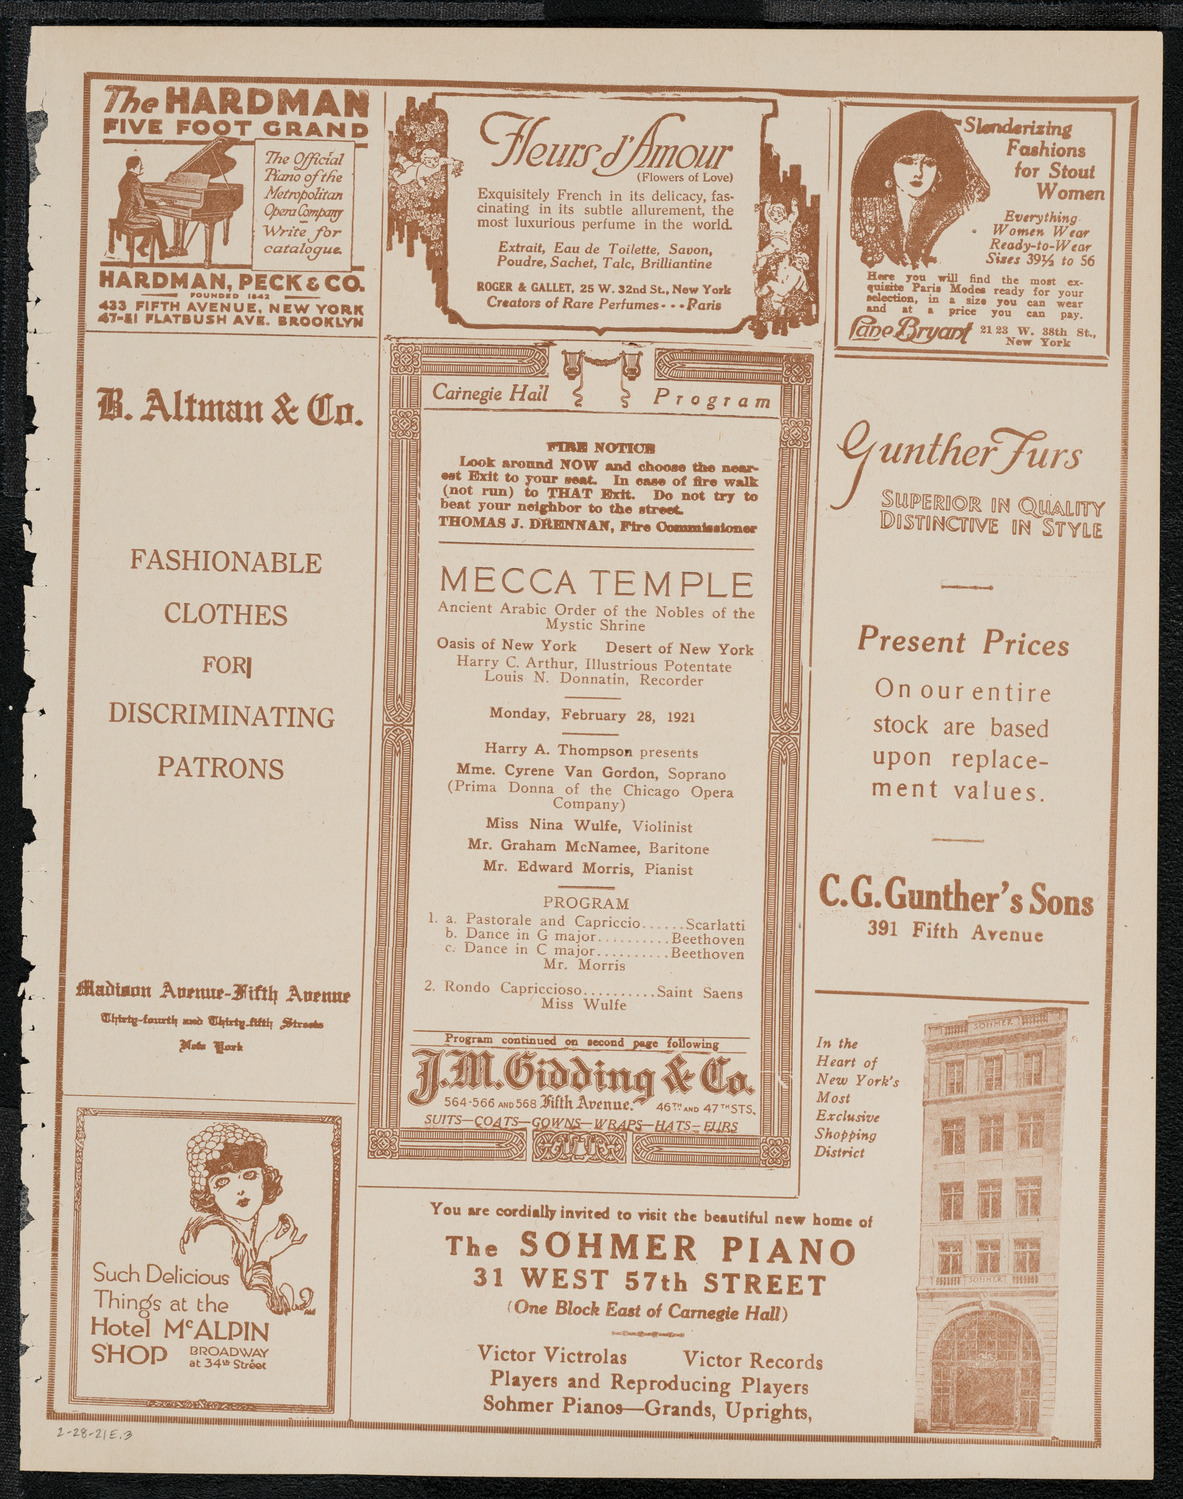 The HARDMAN
FIVE FOOT GRAND
The Official
Piano of the
Metropolitan
Opera Company
Write for
catalogue.
HARDMAN, PECK & CO.
FOUNDED 1842
433 FIFTH AVENUE, NEW YORK
47-51 FLATBUSH AVE. BROOKLYN
Fleurs d'Amour
(Flowers of Love)
Exquisitely French in its delicacy, fas-
cinating in its subtle allurement, the
most luxurious perfume in the world.
Extrait, Eau de Toilette, Savon,
Poudre, Sachet, Talc, Brilliantine
ROGER & GALLET, 25 W. 32nd St., New York
Creators of Rare Perfumes - - - Paris
Slenderizing
Fashions
for Stout
Women
Everything
Women Wear
Ready-to-Wear
Sizes 39½ to 56
Here you will find the most ex-
quisite Paris Modes ready for your
selection, in a size you can wear
and at a price you can pay.
Lane Bryant 21 23 W. 38th St.,
New York
B. Altman & Co.
FASHIONABLE
CLOTHES
FOR
DISCRIMINATING
PATRONS
Madison Avenue-Fifth Avenue
Thirty-fourth and Thirty-fifth Streets
New York
Such Delicious
Things at the
Hotel McALPIN
SHOP BROADWAY
at 34th Street
Carnegie Hall Program
FIRE NOTICE
Look around NOW and choose the near-
est Exit to your seat. In case of fire walk
(not run) to THAT Exit. Do not try to
beat your neighbor to the street.
THOMAS J. DRENNAN, Fire Commissioner
MECCA TEMPLE
Ancient Arabic Order of the Nobles of the
Mystic Shrine
Oasis of New York Desert of New York
Harry C. Arthur, Illustrious Potentate
Louis N. Donnatin, Recorder
Monday, February 28, 1921
Harry A. Thompson presents
Mme. Cyrene Van Gordon, Soprano
(Prima Donna of the Chicago Opera
Company)
Miss Nina Wulfe, Violinist
Mr. Graham McNamee, Baritone
Mr. Edward Morris, Pianist
PROGRAM
1. a. Pastorale and Capriccio......Scarlatti
b. Dance in G major..........Beethoven
c. Dance in C major..........Beethoven
Mr. Morris
2. Rondo Capriccioso..........Saint Saens
Miss Wulfe
Program continued on second page following
J.M. Gidding & Co.
564-566 AND 568 Fifth Avenue. 46TH AND 47TH STS.
SUITS—COATS—GOWNS—WRAPS—HATS—FURS
Gunther Furs
SUPERIOR IN QUALITY
DISTINCTIVE IN STYLE
Present Prices
On our entire
stock are based
upon replace-
ment values.
C.G. Gunther's Sons
391 Fifth Avenue
In the
Heart of
New York's
Most
Exclusive
Shopping
District
SOHMER
SOHMER
You are cordially invited to visit the beautiful new home of
The SOHMER PIANO
31 WEST 57th STREET
(One Block East of Carnegie Hall)
Victor Victrolas Victor Records
Players and Reproducing Players
Sohmer Pianos—Grands, Uprights,
2-28-21E.3